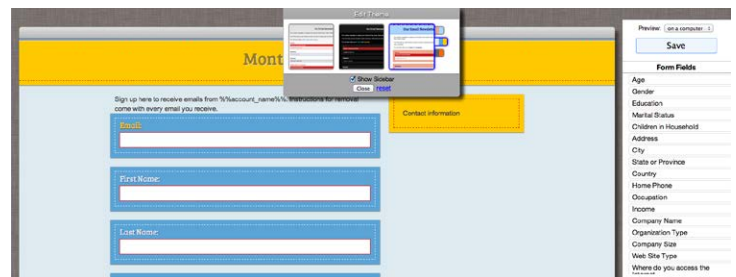 Edit Theme
Show Sidebar
Close reset
Mont
Sign up here to receive emails from %%account_name%%. Instructions for removal
come with every email you receive.
Email:
First Name:
Last Name:
Contact Information
Preview: on a computer
Save
Form Fields
Age
Gender
Education
Marital Status
Children in Household
Address
City
State or Province
Country
Home Phone
Occupation
Income
Company Name
Organization Type
Company Size
Web Site Type
Where do you access the